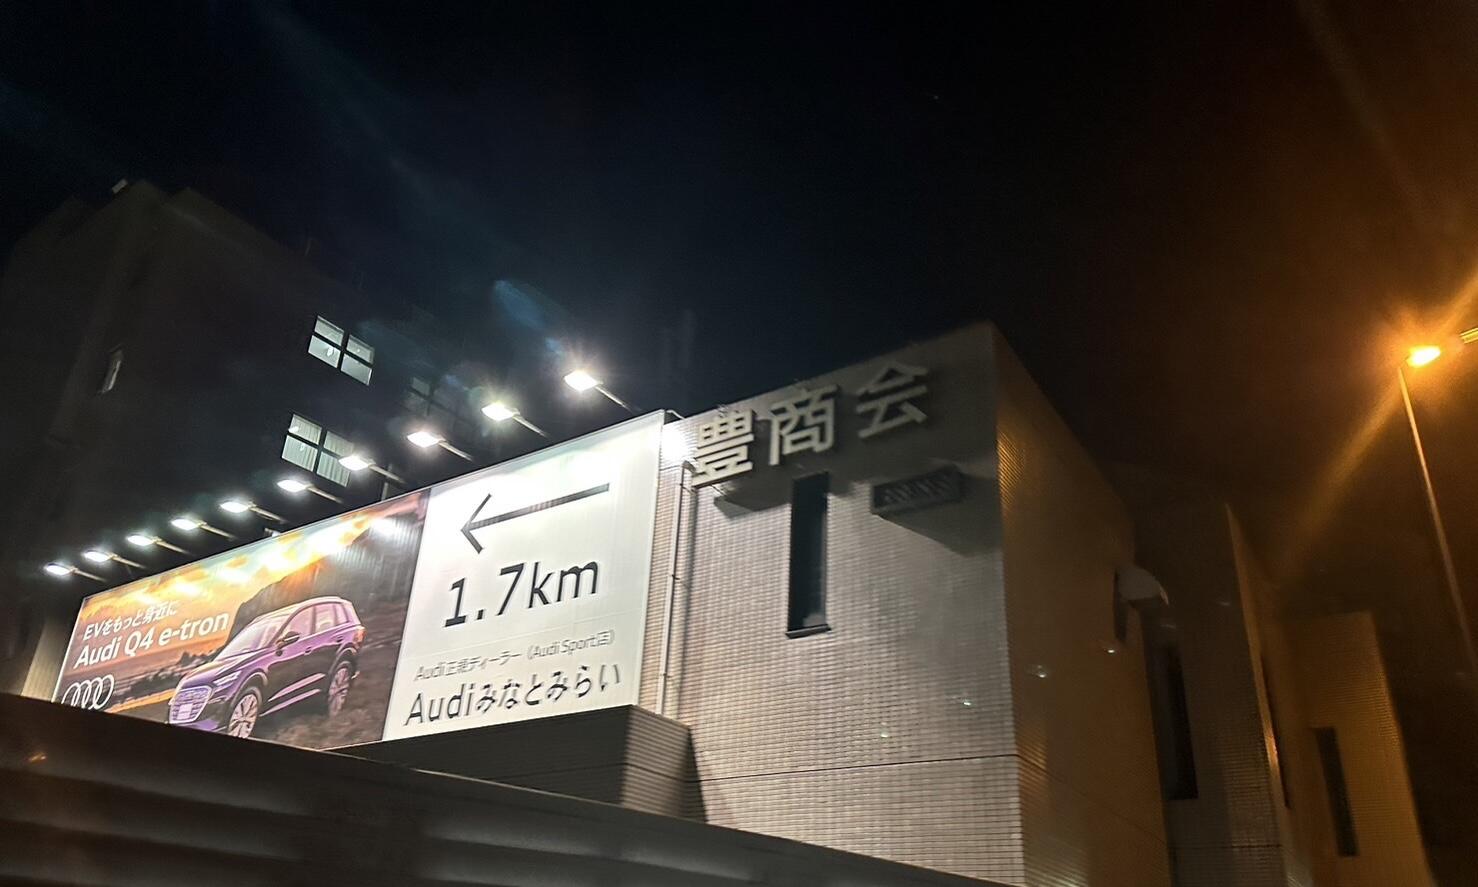 EVをもっと身近に
Audi Q4 e-tron
1.7km
Audi正規ディーラー（Audi Sport店）
Audiみなとみらい
豊商会